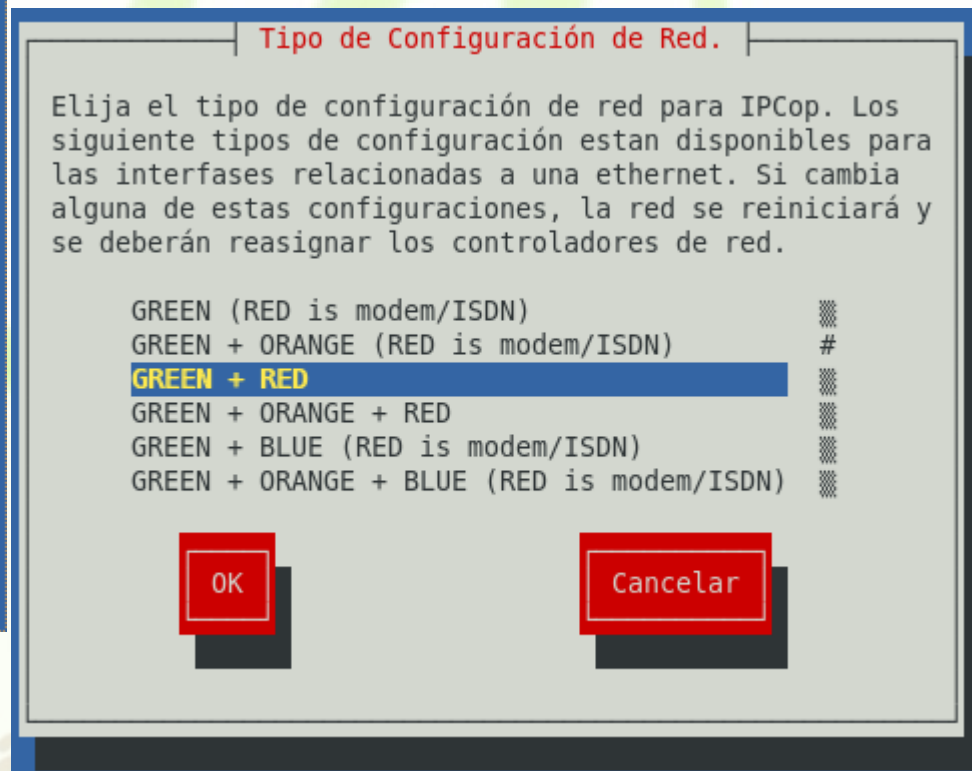 Tipo de Configuración de Red.
Elija el tipo de configuración de red para IPCop. Los
siguiente tipos de configuración estan disponibles para
las interfases relacionadas a una ethernet. Si cambia
alguna de estas configuraciones, la red se reiniciará y
se deberán reasignar los controladores de red.
GREEN (RED is modem/ISDN)
GREEN + ORANGE (RED is modem/ISDN) #
GREEN + RED
GREEN + ORANGE + RED
GREEN + BLUE (RED is modem/ISDN)
GREEN + ORANGE + BLUE (RED is modem/ISDN)
OK Cancelar